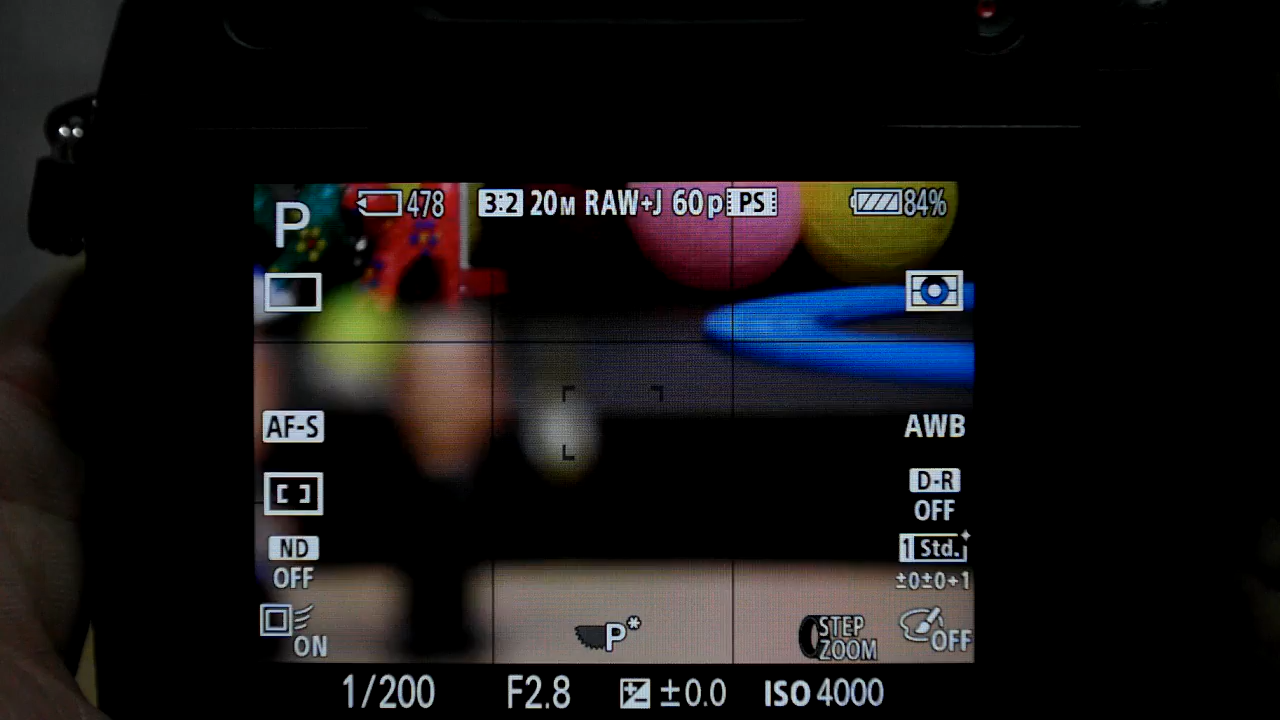 P 478 3:2 20M RAW+J 60p PS 84%
AF-S AWB
D-R
OFF
ND 1 Std.
OFF ±0±0+1
ON P* STEP ZOOM OFF
1/200 F2.8 ±0.0 ISO 4000